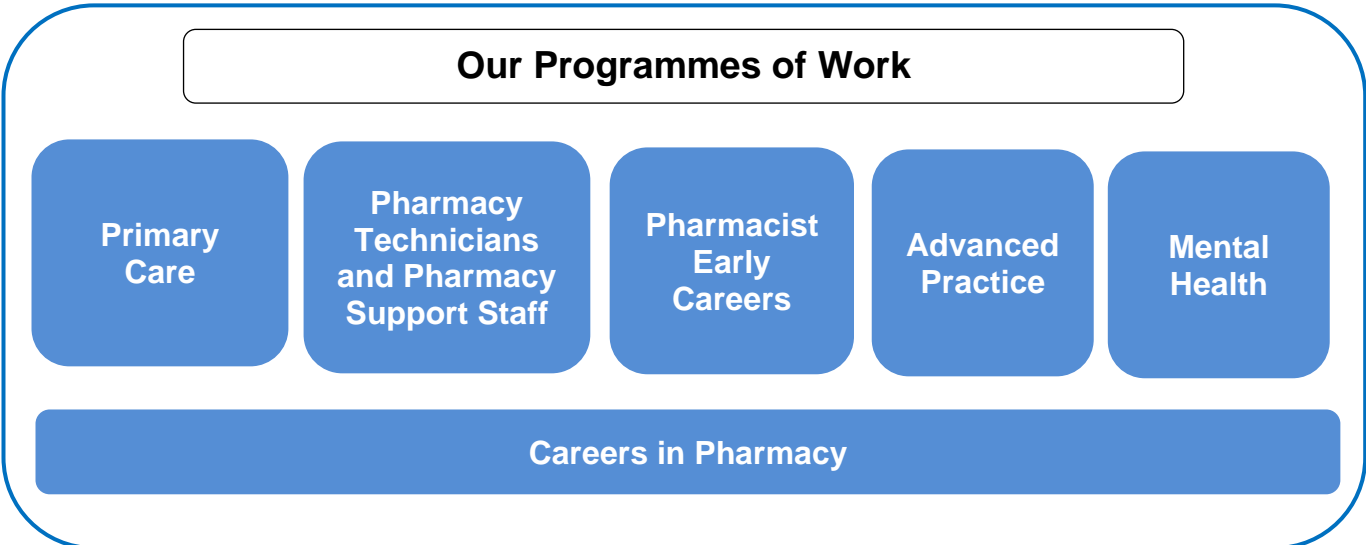 Our Programmes of Work
Primary
Care
Pharmacy
Technicians
and Pharmacy
Support Staff
Pharmacist
Early
Careers
Advanced
Practice
Mental
Health
Careers in Pharmacy